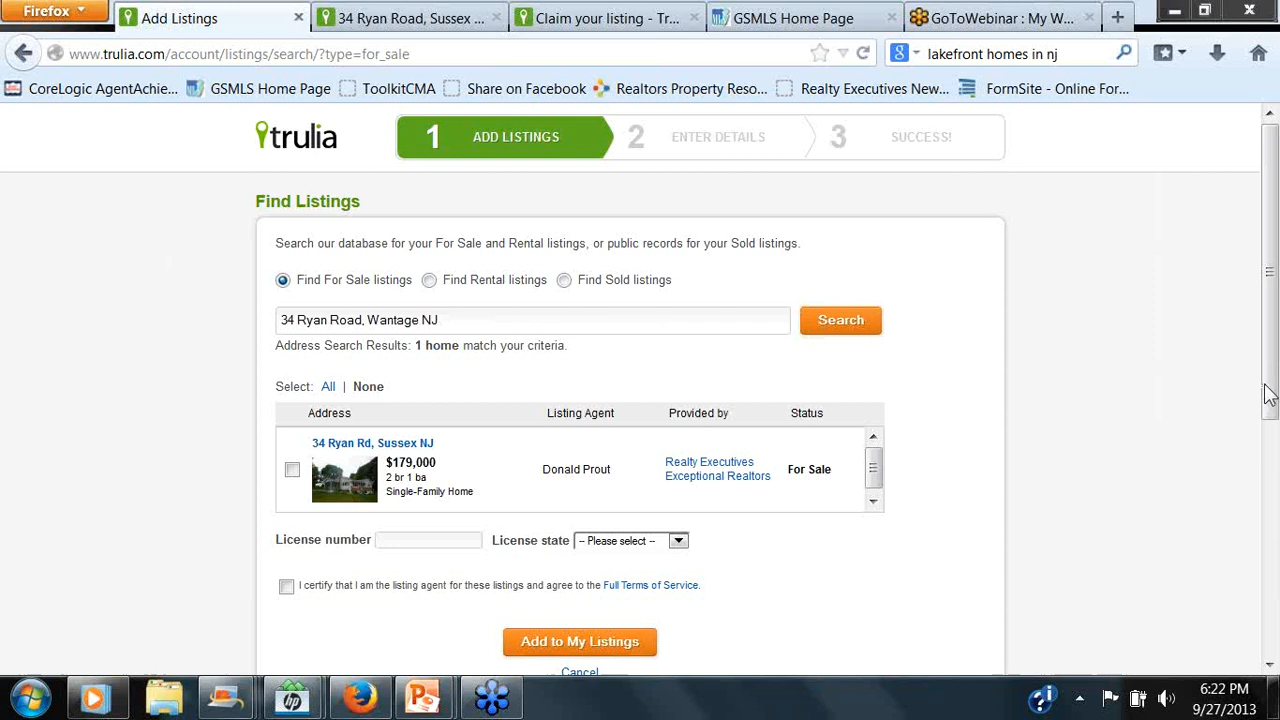 Firefox
Add Listings
34 Ryan Road, Sussex ...
Claim your listing - Tr...
GSMLS Home Page
GoToWebinar : My W...
www.trulia.com/account/listings/search/?type=for_sale
lakefront homes in nj
CoreLogic AgentAchie...
GSMLS Home Page
ToolkitCMA
Share on Facebook
Realtors Property Reso...
Realty Executives New...
FormSite - Online For...
trulia
1 ADD LISTINGS
2 ENTER DETAILS
3 SUCCESS!
Find Listings
Search our database for your For Sale and Rental listings, or public records for your Sold listings.
Find For Sale listings
Find Rental listings
Find Sold listings
34 Ryan Road, Wantage NJ
Search
Address Search Results: 1 home match your criteria.
Select: All | None
Address Listing Agent Provided by Status
34 Ryan Rd, Sussex NJ
$179,000
2 br 1 ba
Single-Family Home
Donald Prout
Realty Executives
Exceptional Realtors
For Sale
License number
License state
-- Please select --
I certify that I am the listing agent for these listings and agree to the Full Terms of Service.
Add to My Listings
Cancel
6:22 PM
9/27/2013